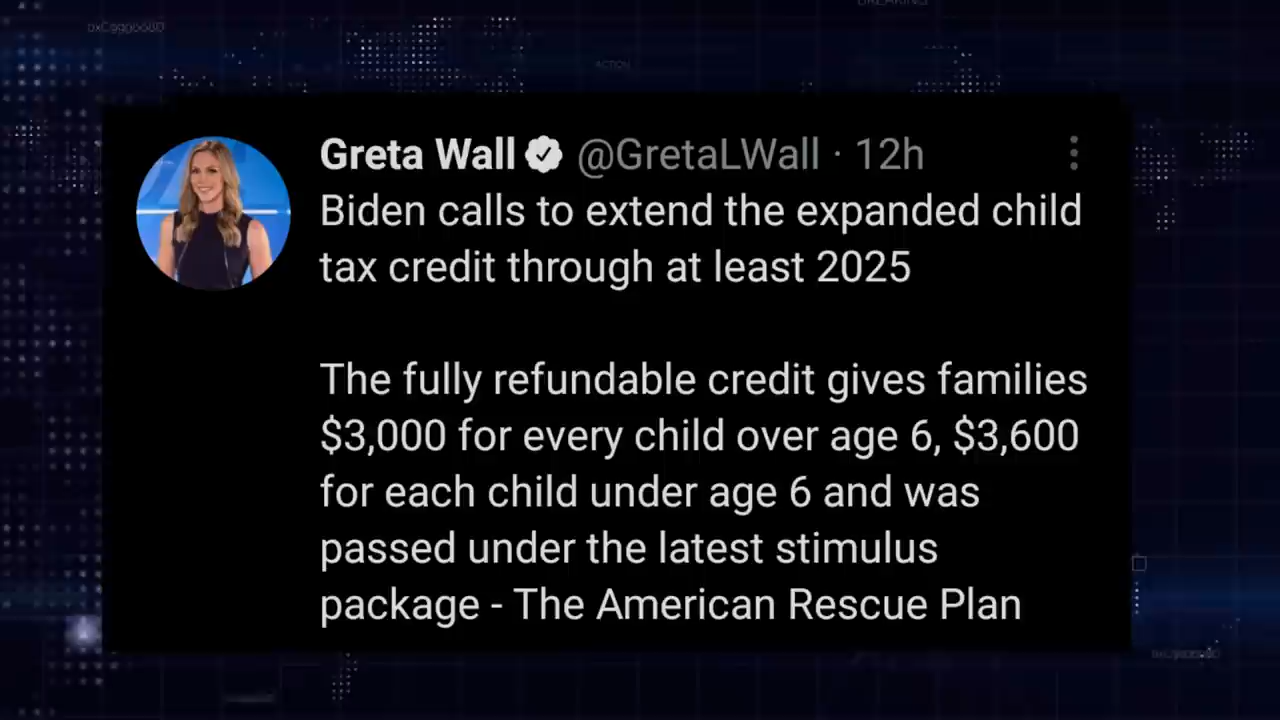 BREAKING
ACTION
Greta Wall @GretaLWall · 12h
Biden calls to extend the expanded child
tax credit through at least 2025
The fully refundable credit gives families
$3,000 for every child over age 6, $3,600
for each child under age 6 and was
passed under the latest stimulus
package - The American Rescue Plan